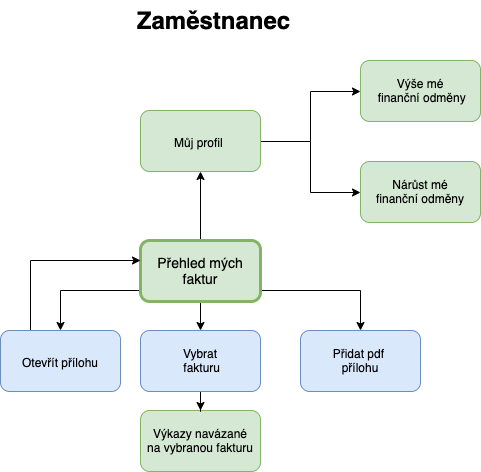 Zaměstnanec
Výše mé
finanční odměny
Můj profil
Nárůst mé
finanční odměny
Přehled mých
faktur
Otevřít přílohu
Vybrat
fakturu
Přidat pdf
přílohu
Výkazy navázané
na vybranou fakturu